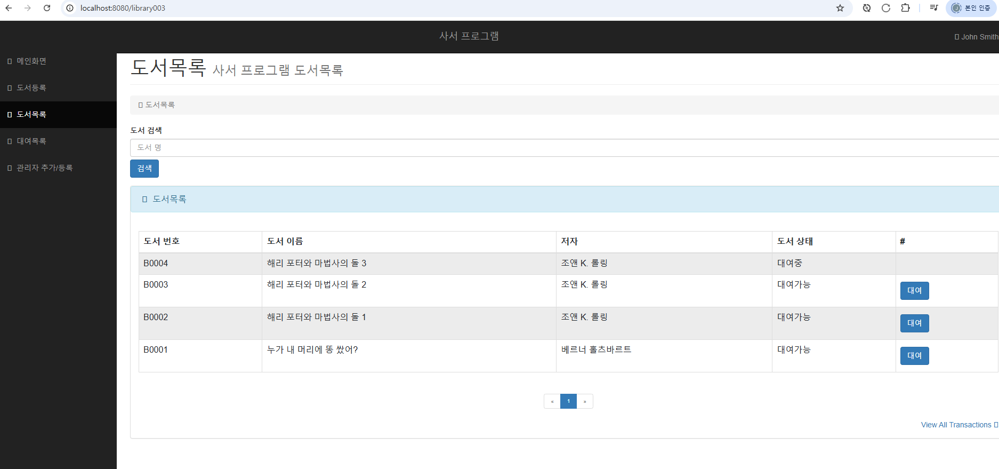 localhost:8080/library003
본인 인증
사서 프로그램
John Smith
메인화면
도서등록
도서목록
대여목록
관리자 추가/등록
도서목록 사서 프로그램 도서목록
도서목록
도서 검색
도서 명
검색
도서목록
도서 번호 도서 이름 저자 도서 상태 #
B0004 해리 포터와 마법사의 돌 3 조앤 K. 롤링 대여중
B0003 해리 포터와 마법사의 돌 2 조앤 K. 롤링 대여가능 대여
B0002 해리 포터와 마법사의 돌 1 조앤 K. 롤링 대여가능 대여
B0001 누가 내 머리에 똥 쌌어? 베르너 홀츠바르트 대여가능 대여
« 1 »
View All Transactions